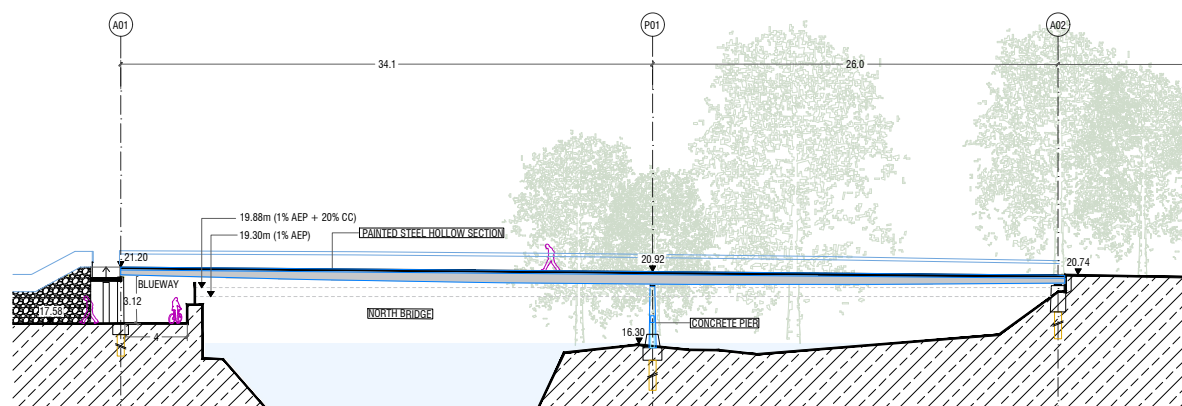 A01
P01
A02
34.1
26.0
19.88m (1% AEP + 20% CC)
19.30m (1% AEP)
PAINTED STEEL HOLLOW SECTION
21.20
20.92
20.74
BLUEWAY
3.12
17.58
NORTH BRIDGE
CONCRETE PIER
16.30
4